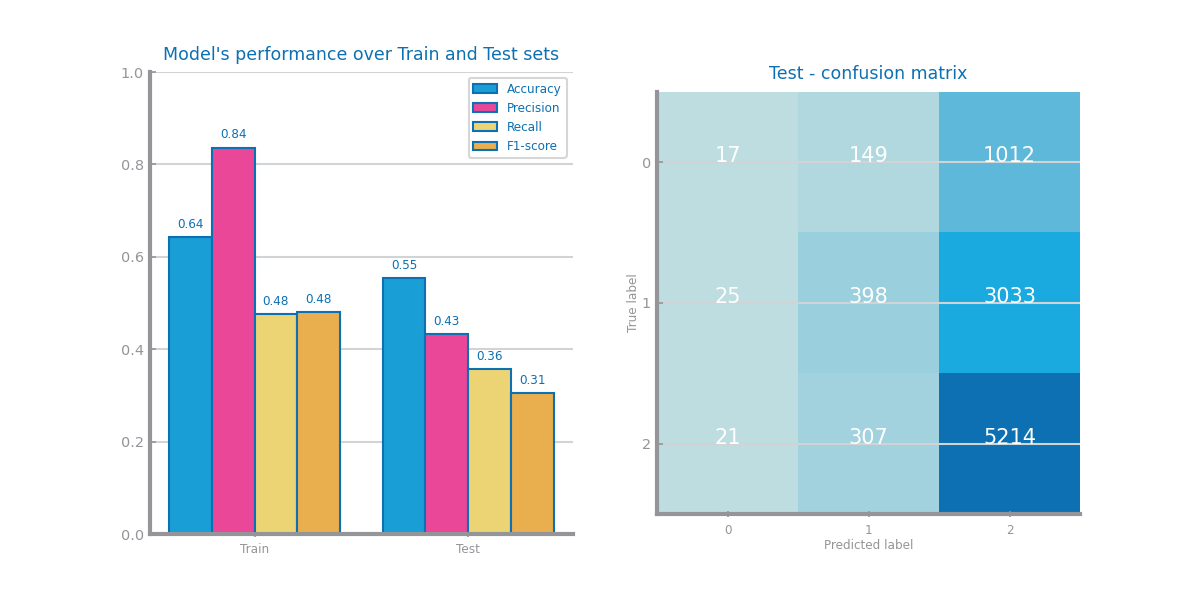 Model's performance over Train and Test sets
1.0
0.8
0.6
0.4
0.2
0.0
Accuracy
Precision
Recall
F1-score
0.64
0.84
0.48
0.48
0.55
0.43
0.36
0.31
Train
Test
Test - confusion matrix
True label
0
1
2
17 149 1012
25 398 3033
21 307 5214
0 1 2
Predicted label